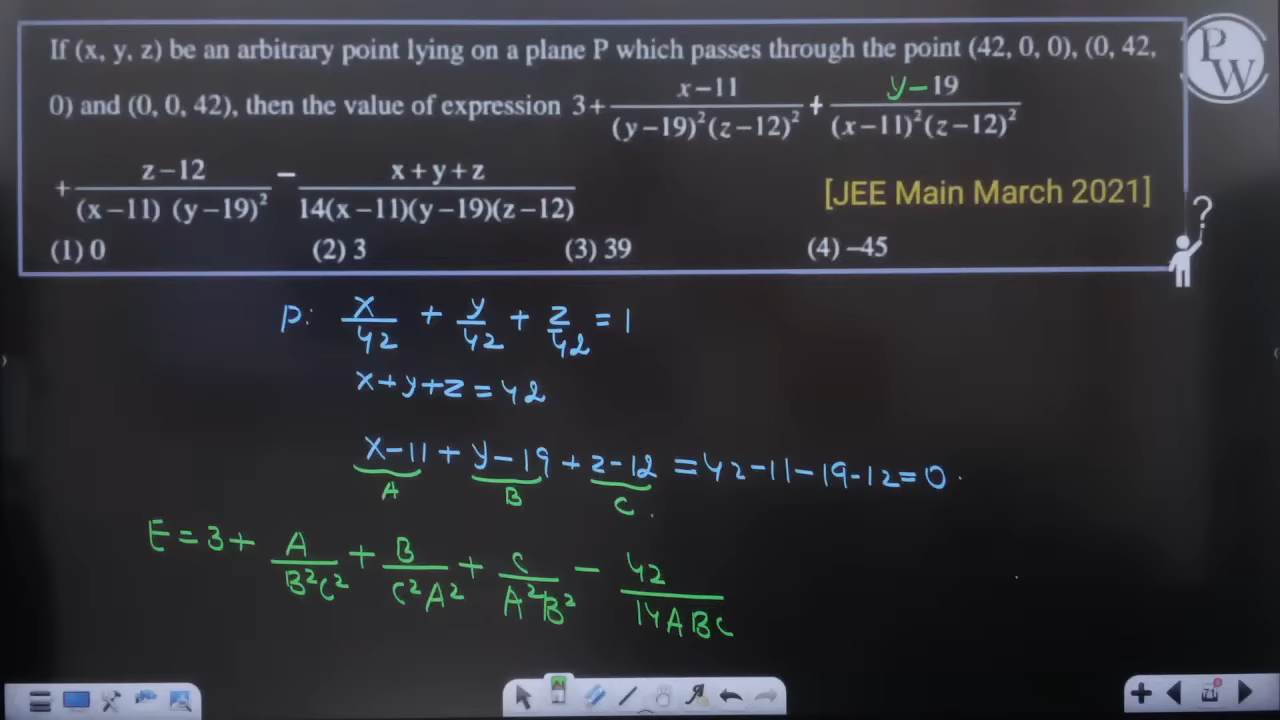 If (x, y, z) be an arbitrary point lying on a plane P which passes through the point (42, 0, 0), (0, 42,
0) and (0, 0, 42), then the value of expression 3+ x−11/(y−19)²(z−12)² + y−19/(x−11)²(z−12)²
+ z−12/(x−11) (y−19)² − x+y+z/14(x−11)(y−19)(z−12)
[JEE Main March 2021]
(1) 0 (2) 3 (3) 39 (4) –45
P W
?
P: x/42 + y/42 + z/42 = 1
x+y+z = 42
x−11 + y−19 + z−12 = 42−11−19−12=0.
A B C
E = 3+ A/B²C² + B/C²A² + C/A²B² − 42/14ABC
71